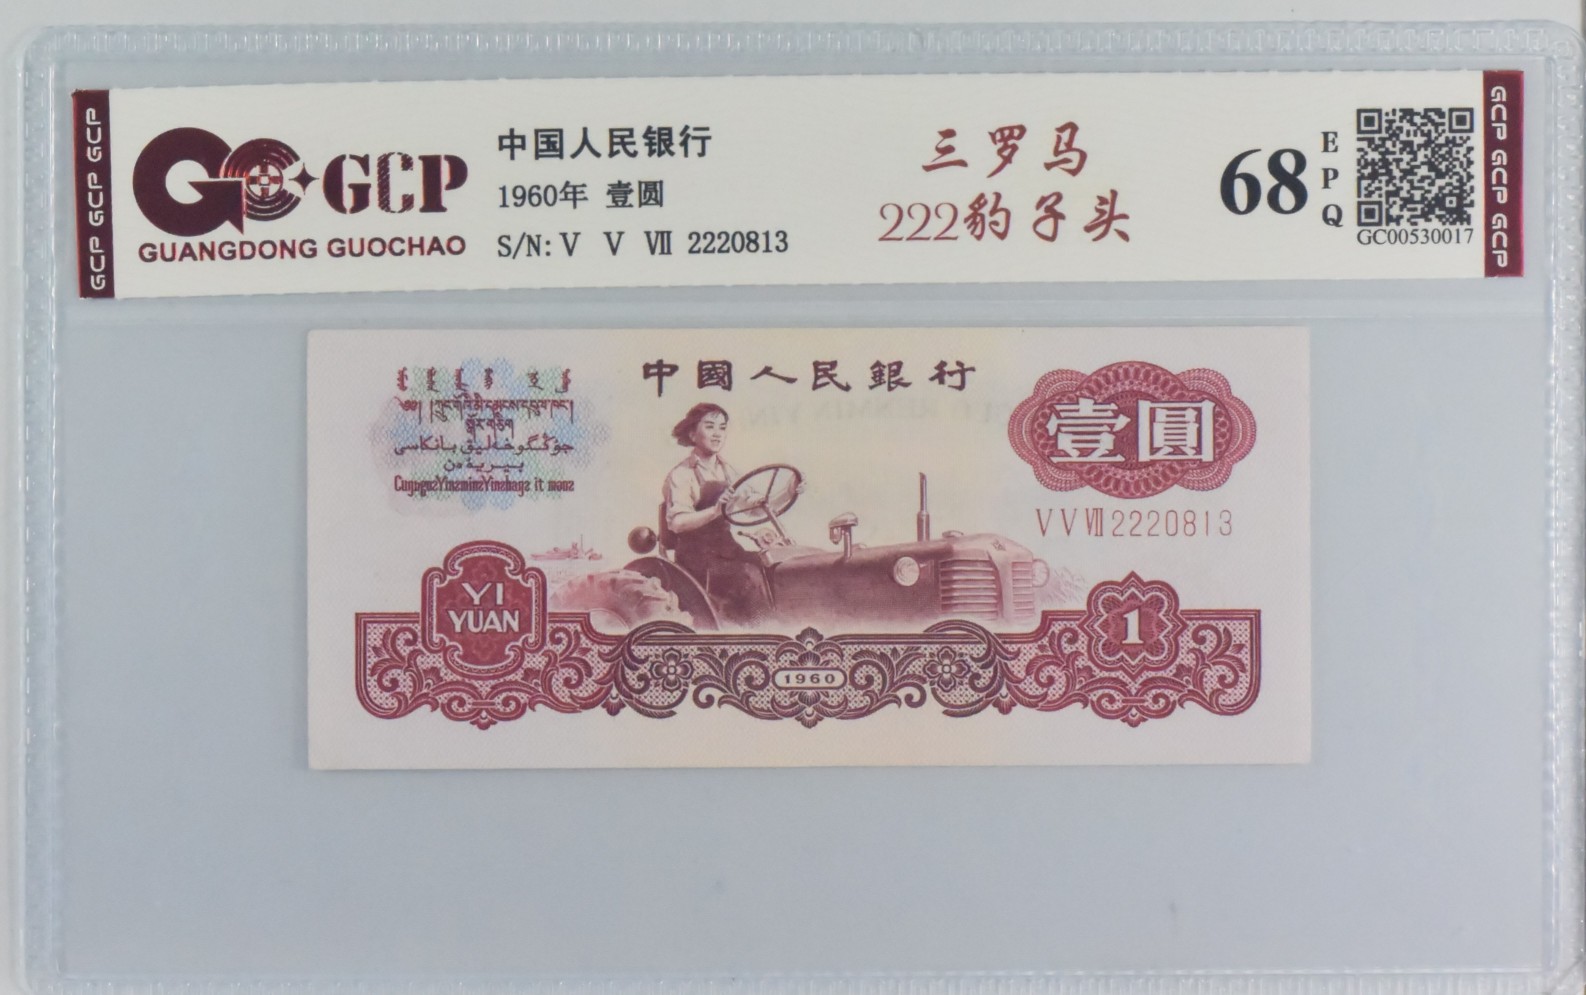 GCP GCP GCP
GCP
GUANGDONG GUOCHAO
中国人民银行
1960年 壹圆
S/N: V V Ⅶ 2220813
三罗马
222豹子头
68
EPQ
GC00530017
GCP GCP GCP
中國人民銀行
壹圓
VVⅦ2220813
YI
YUAN
1960
1